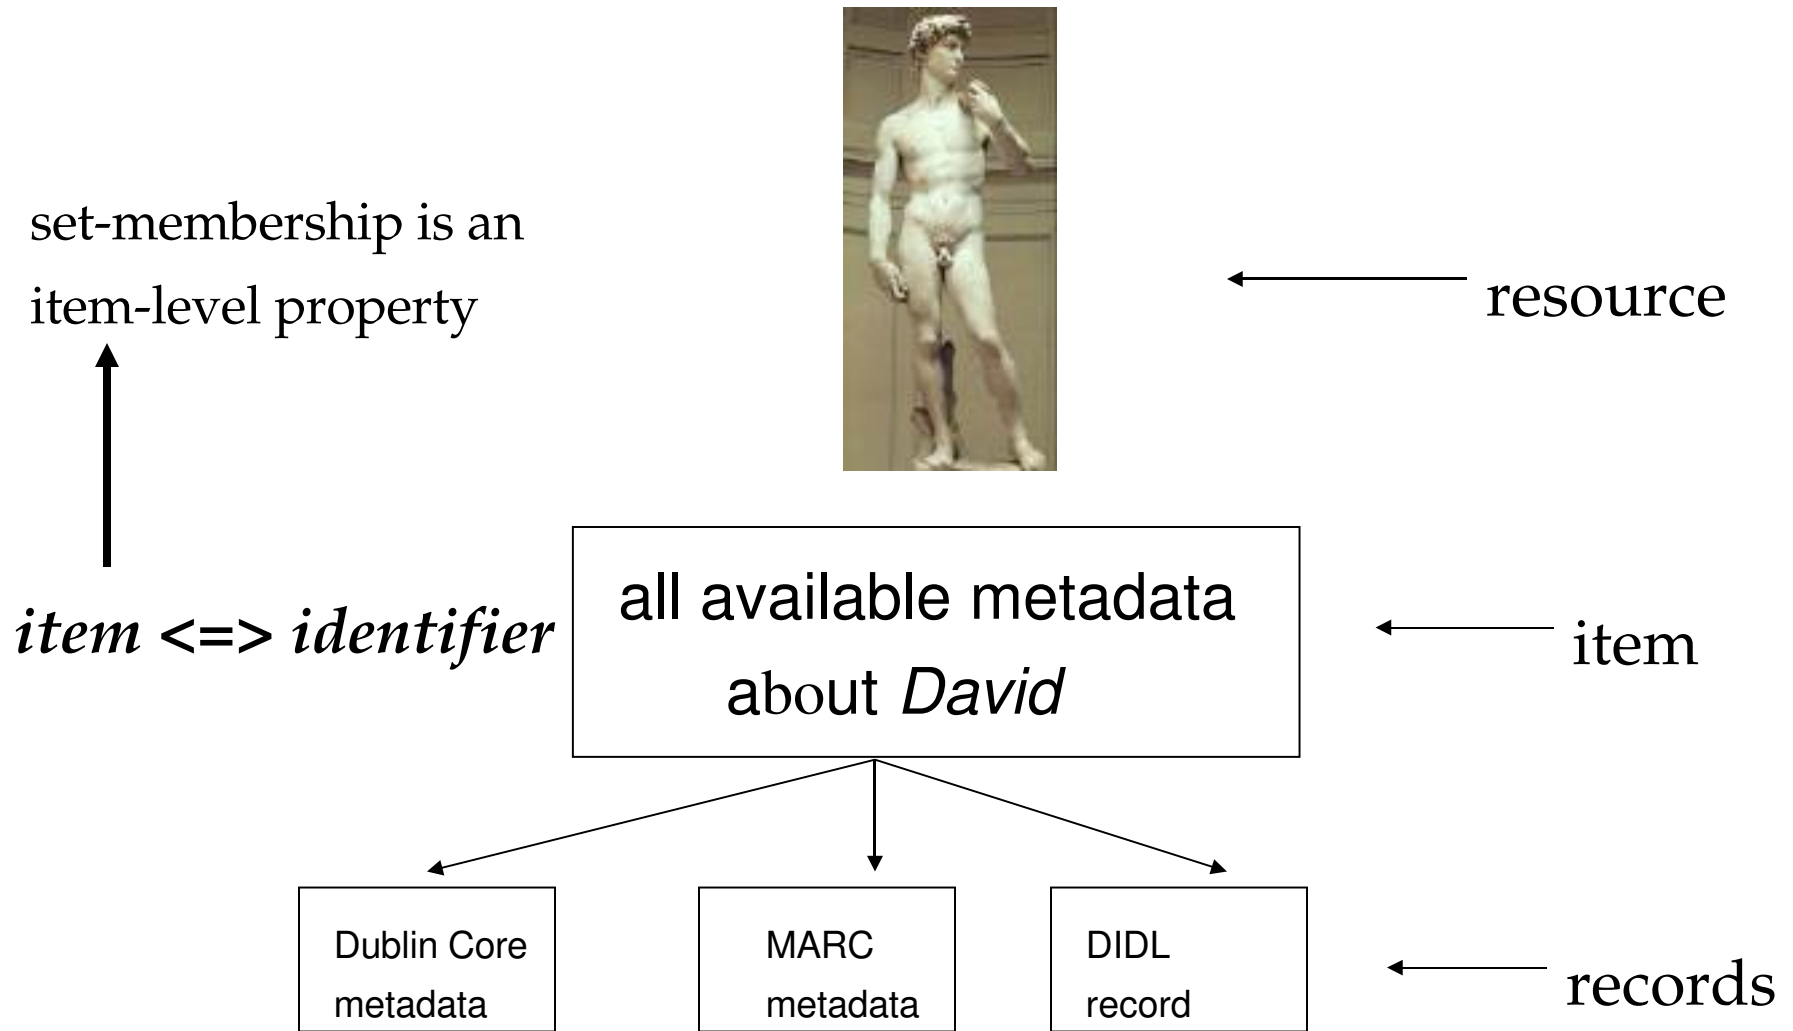 set-membership is an
item-level property
resource
item <=> identifier
all available metadata
about David
item
Dublin Core
metadata
MARC
metadata
DIDL
record
records